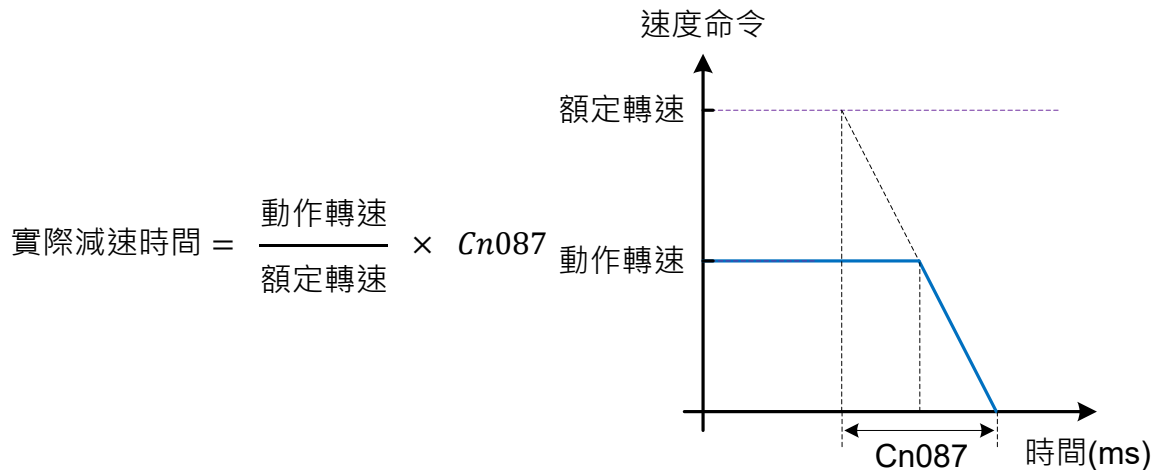 實際減速時間 = 動作轉速 / 額定轉速 × Cn087
速度命令
額定轉速
動作轉速
Cn087
時間(ms)